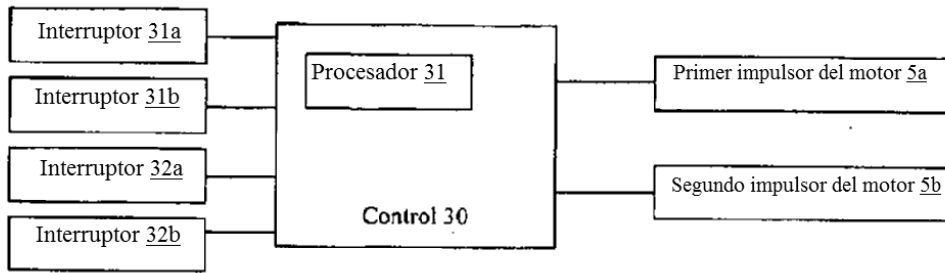 Interruptor 31a
Interruptor 31b
Interruptor 32a
Interruptor 32b
Procesador 31
Control 30
Primer impulsor del motor 5a
Segundo impulsor del motor 5b